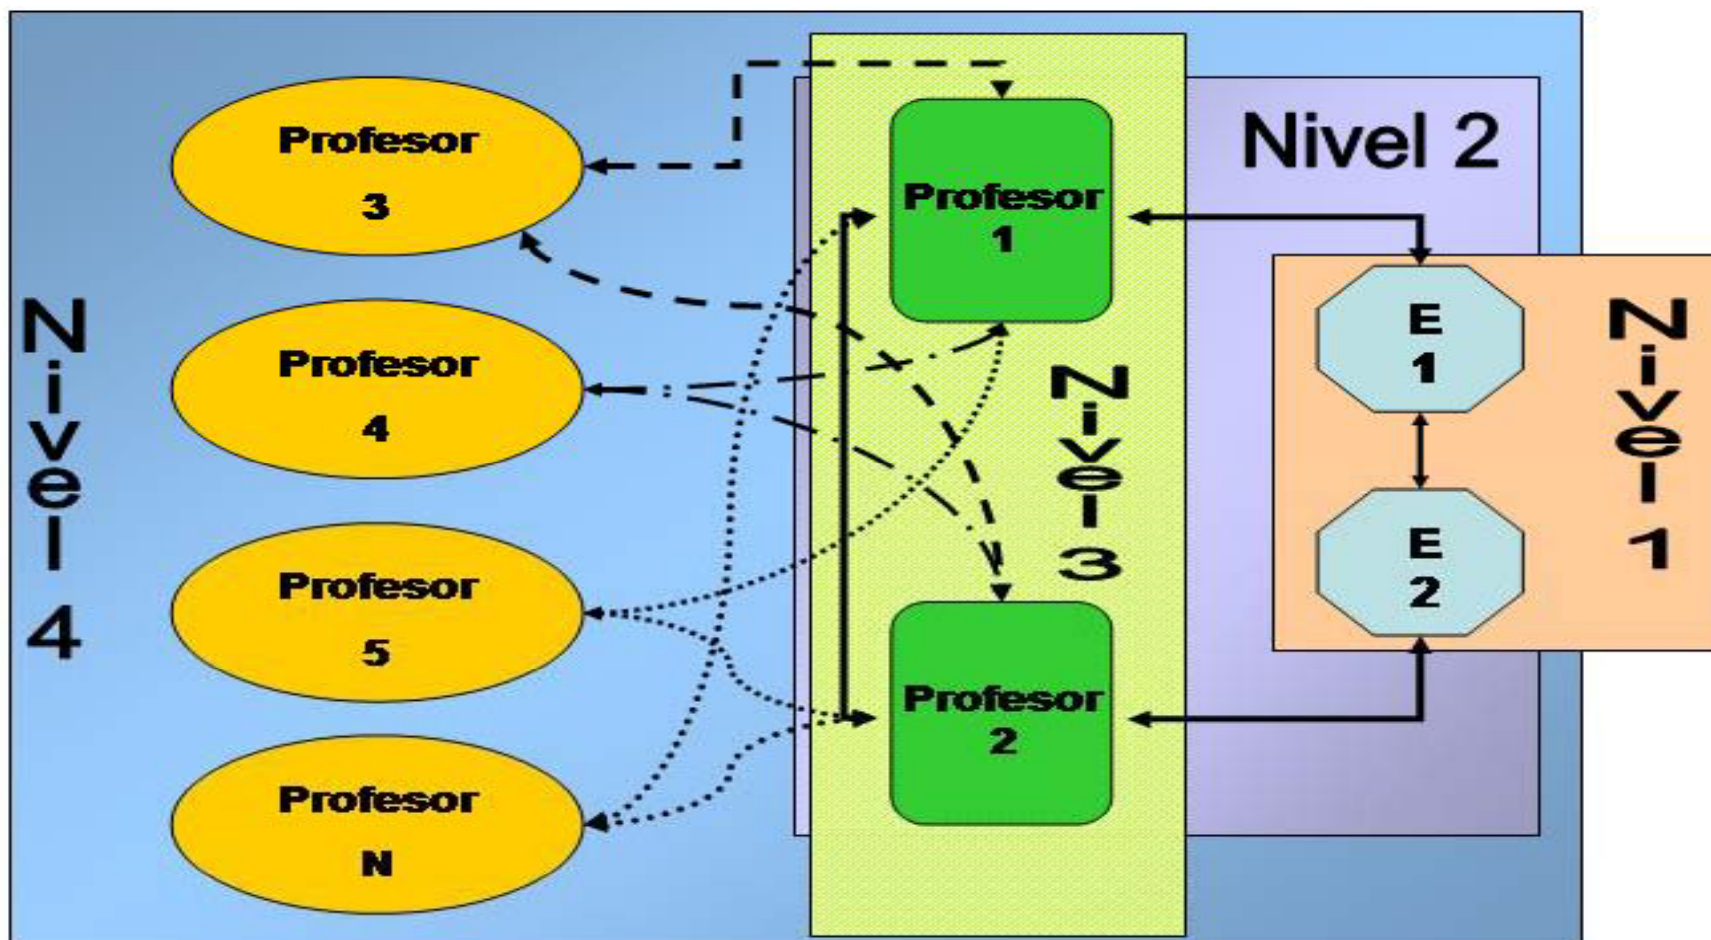 Nivel 4
Profesor
3
Profesor
4
Profesor
5
Profesor
N
Profesor
1
Nivel 3
Profesor
2
Nivel 2
E
1
E
2
Nivel 1